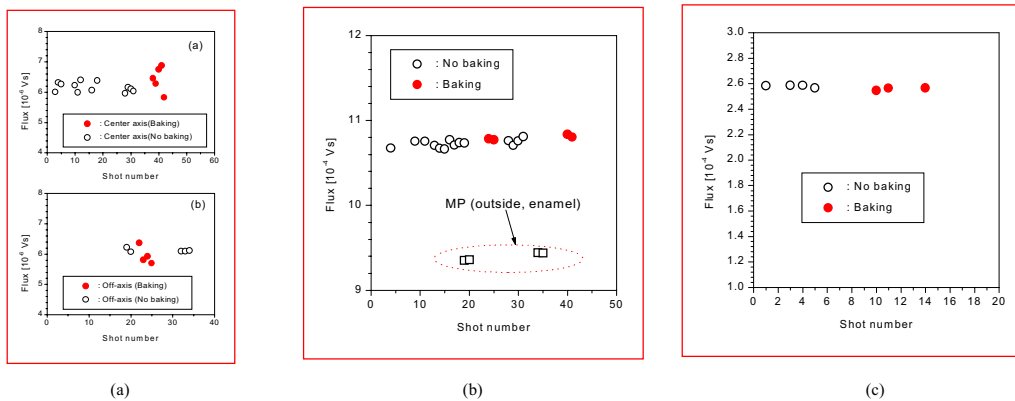 (a)
Flux [10⁻⁶ Vs]
8
7
6
5
4
: Center axis(Baking)
: Center axis(No baking)
0 10 20 30 40 50 60
Shot number
(b)
Flux [10⁻⁶ Vs]
8
7
6
5
4
: Off-axis (Baking)
: Off-axis (No baking)
0 10 20 30 40
Shot number
(a)
Flux [10⁻⁴ Vs]
12
11
10
9
: No baking
: Baking
MP (outside, enamel)
0 10 20 30 40 50
Shot number
(b)
Flux [10⁻⁴ Vs]
3.0
2.8
2.6
2.4
2.2
2.0
1.8
1.6
1.4
1.2
1.0
: No baking
: Baking
0 2 4 6 8 10 12 14 16 18 20
Shot number
(c)